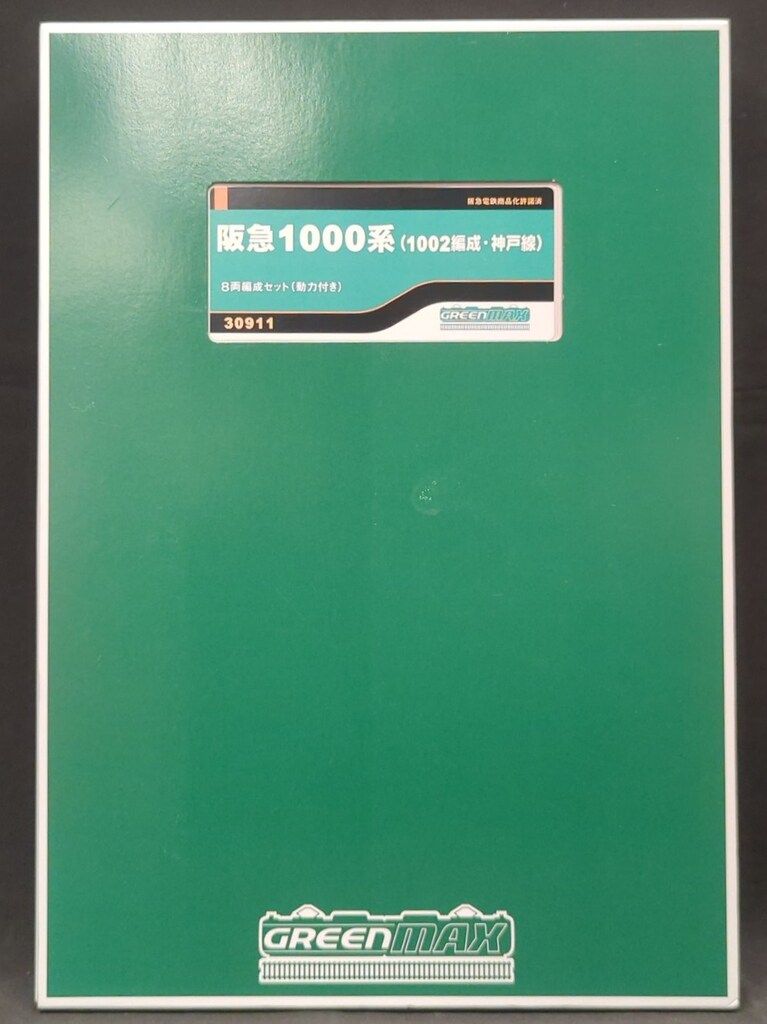 阪急電鉄商品化許諾済
阪急1000系(1002編成・神戸線)
8両編成セット(動力付き)
30911
GREENMAX
GREENMAX